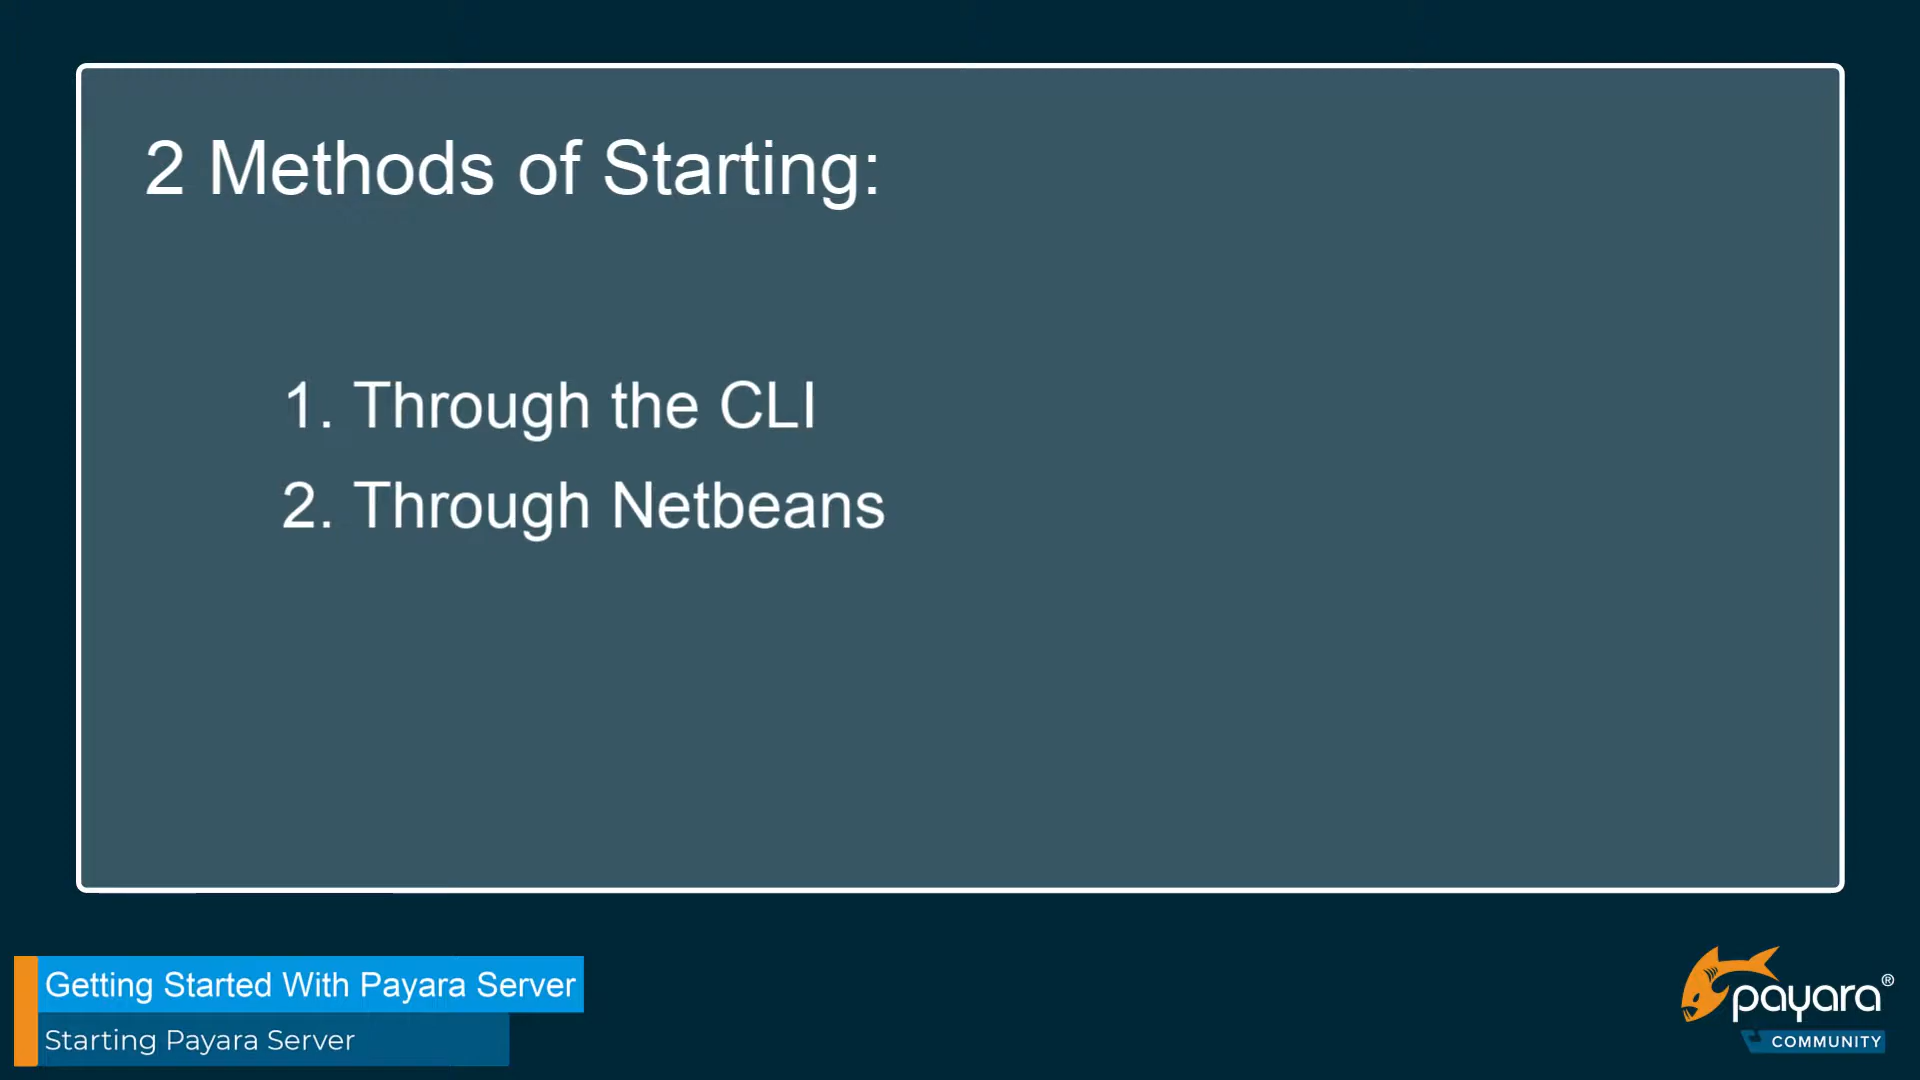 2 Methods of Starting:
1. Through the CLI
2. Through Netbeans
Getting Started With Payara Server
Starting Payara Server
payara®
COMMUNITY